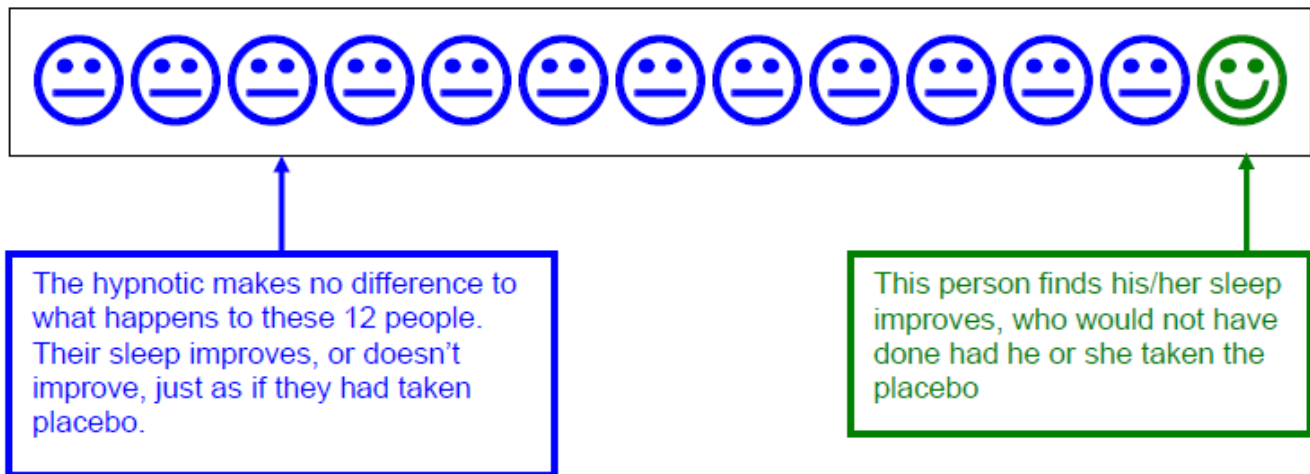 The hypnotic makes no difference to
what happens to these 12 people.
Their sleep improves, or doesn’t
improve, just as if they had taken
placebo.
This person finds his/her sleep
improves, who would not have
done had he or she taken the
placebo